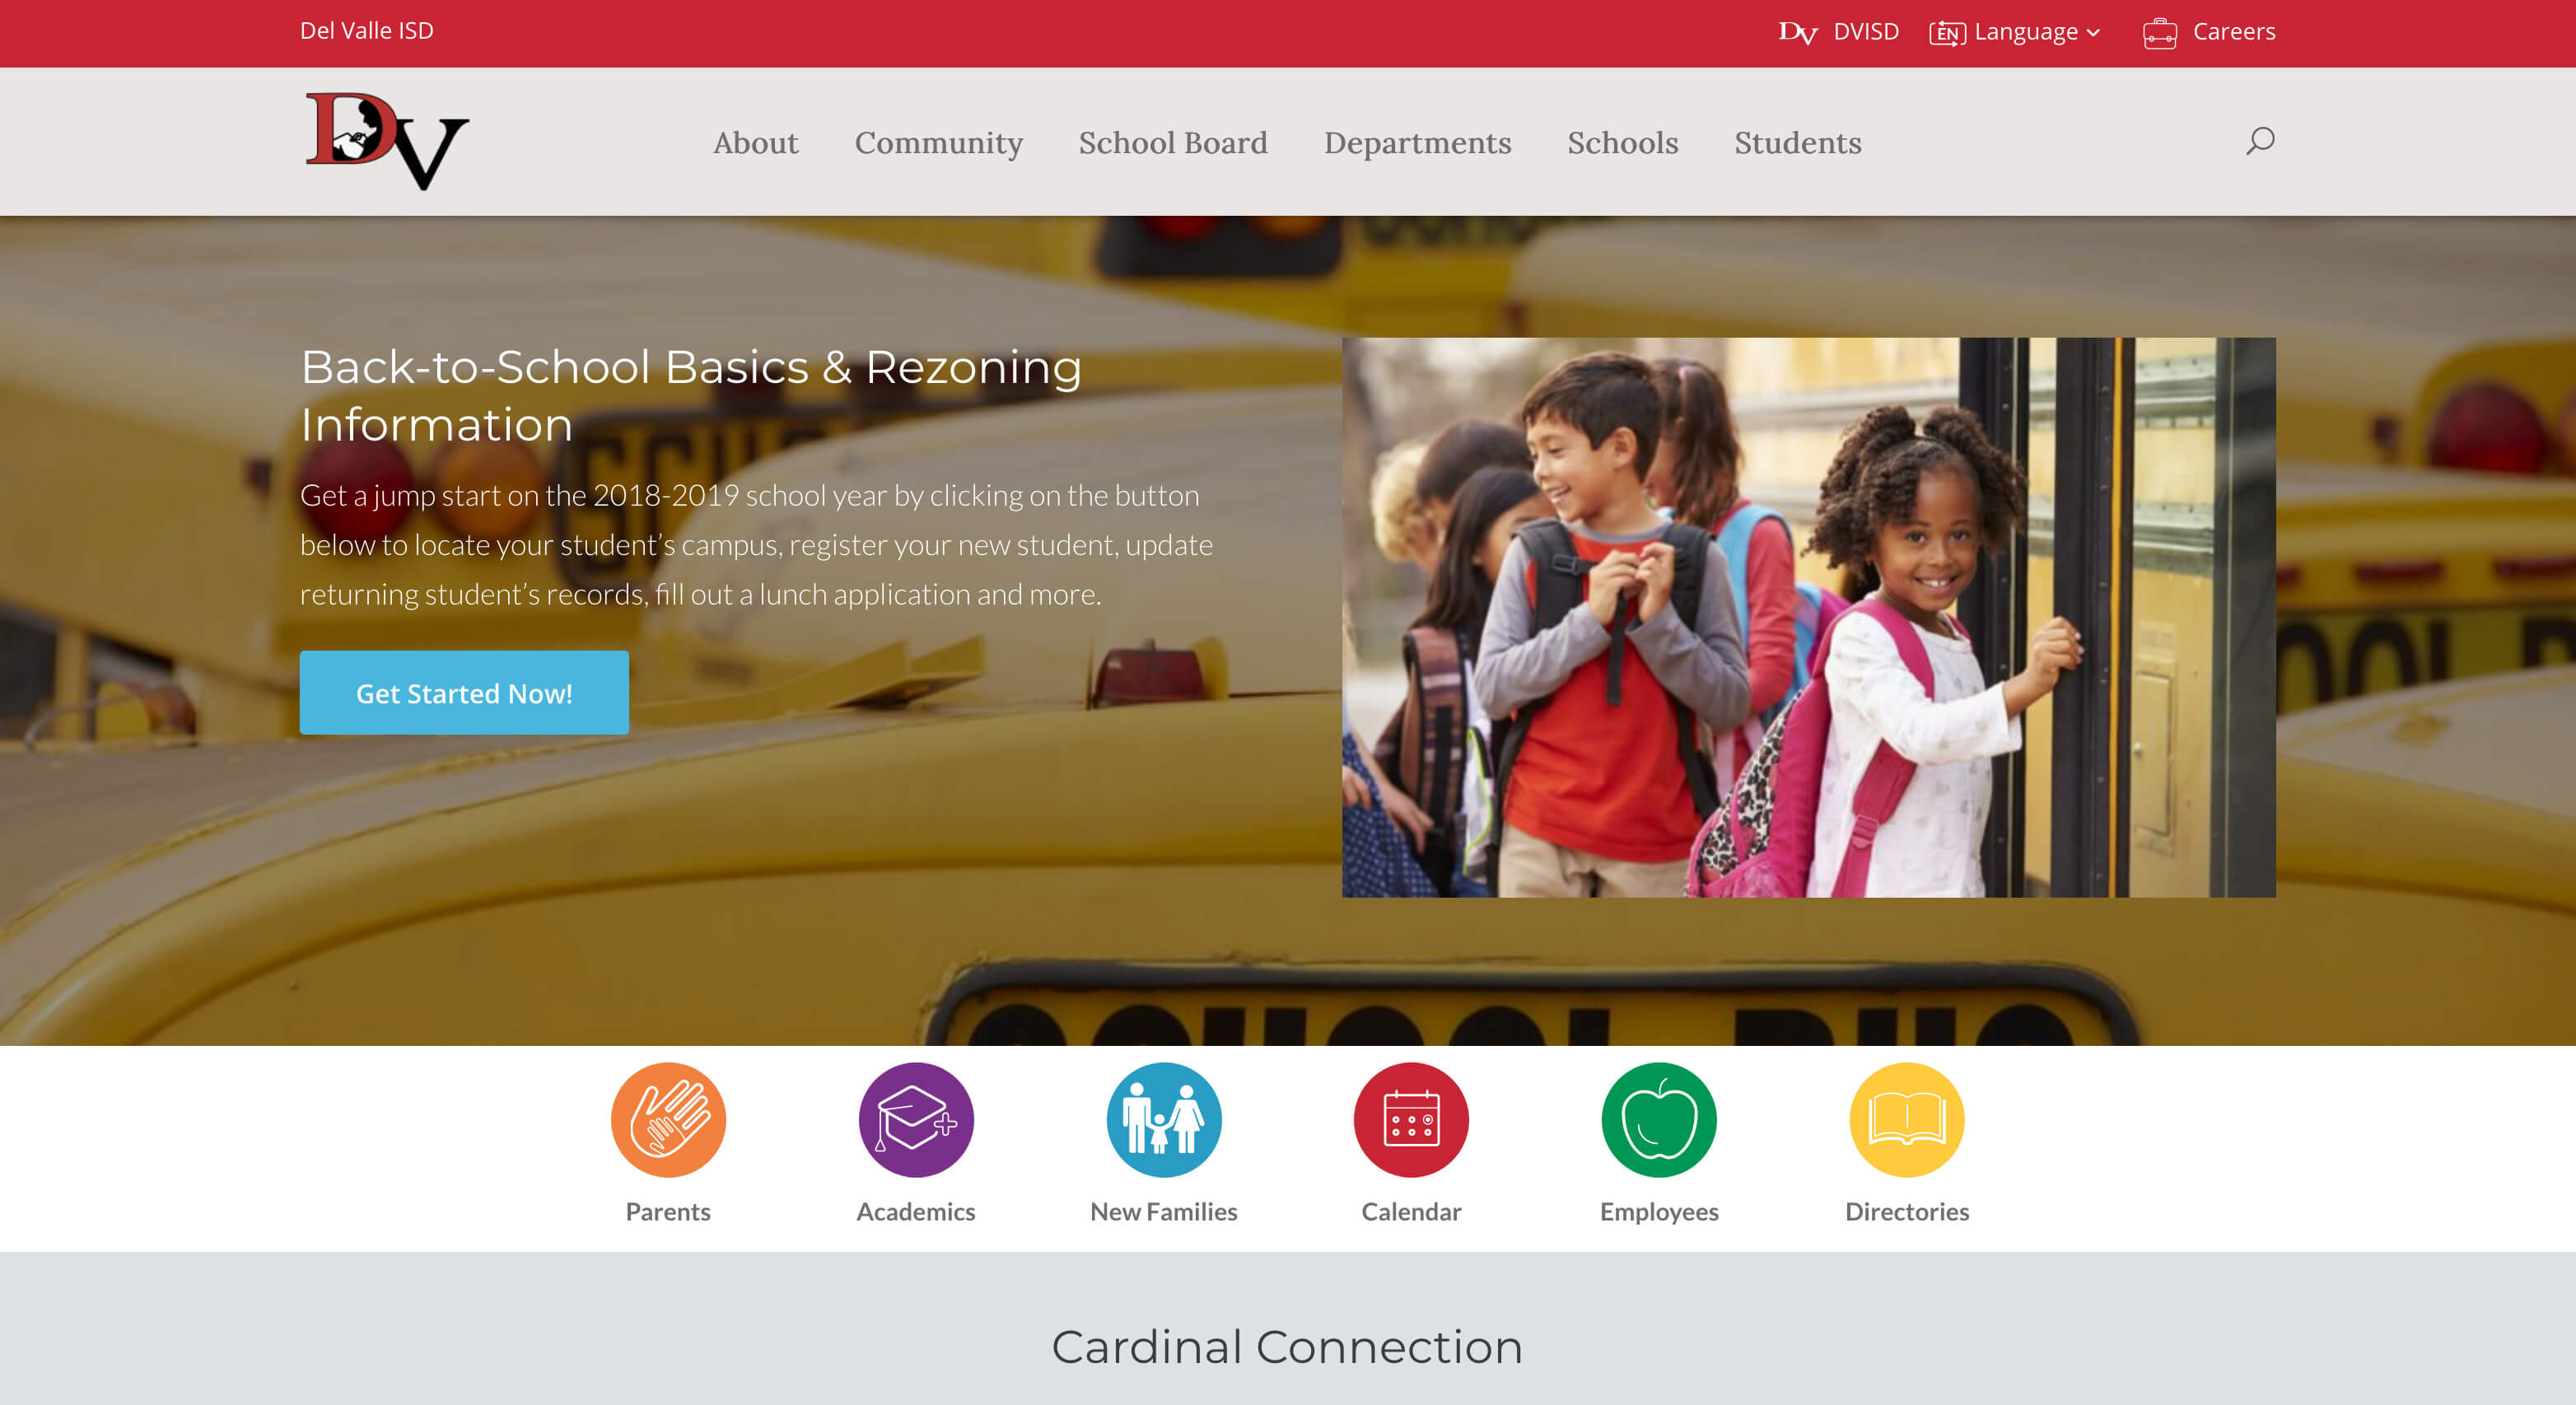 Del Valle ISD
DV DVISD
EN Language
Careers
DV
About
Community
School Board
Departments
Schools
Students
Back-to-School Basics & Rezoning
Information
Get a jump start on the 2018-2019 school year by clicking on the button
below to locate your student’s campus, register your new student, update
returning student’s records, fill out a lunch application and more.
Get Started Now!
SCHOOL BUS
Parents
Academics
New Families
Calendar
Employees
Directories
Cardinal Connection